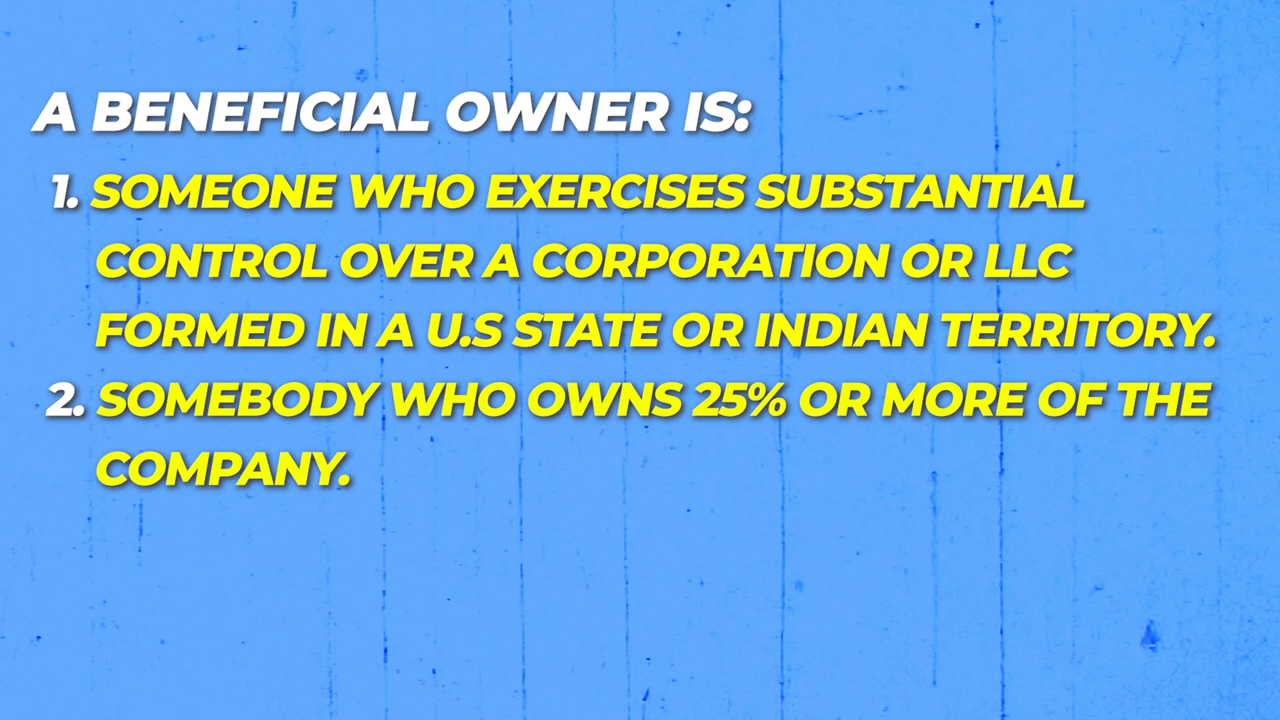 A BENEFICIAL OWNER IS:
1. SOMEONE WHO EXERCISES SUBSTANTIAL
CONTROL OVER A CORPORATION OR LLC
FORMED IN A U.S STATE OR INDIAN TERRITORY.
2. SOMEBODY WHO OWNS 25% OR MORE OF THE
COMPANY.